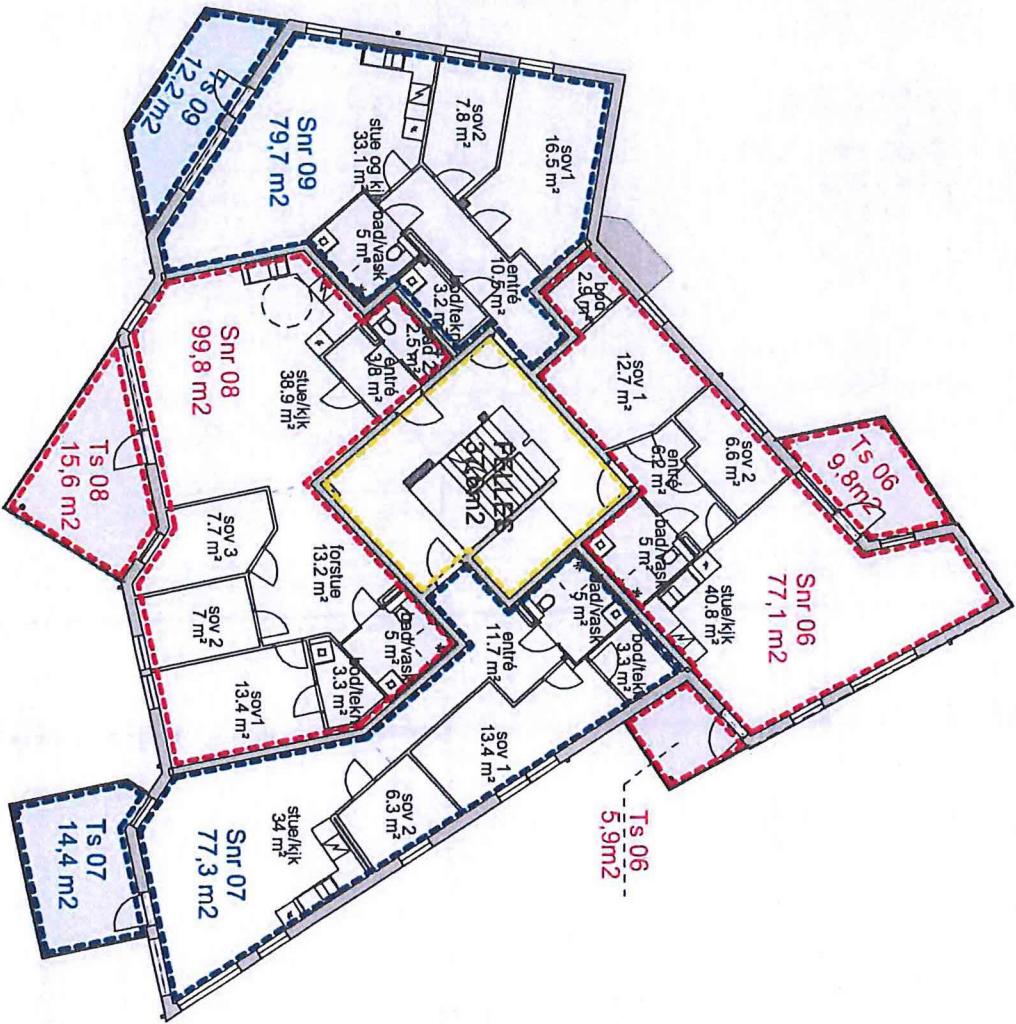 Ts 09
12,2 m2
Snr 09
79,7 m2
stue og kj
33.1 m²
sov2
7.8 m²
sov1
16.5 m²
bad/vask
5 m²
bod/tekn
3.2
entré
10.5 m²
Snr 08
99,8 m2
stue/kjk
38.9 m²
bad 2
2.5 m²
entré
3.8 m²
Ts 08
15,6 m2
sov 3
7.7 m²
sov 2
7 m²
sov1
13.4 m²
forstue
13.2 m²
bad/vask
5 m²
bod/tekn
3.3 m²
FELLES
bod
2.9 m²
sov 1
12.7 m²
sov 2
6.6 m²
entré
6.2 m²
bad/vask
5 m²
stue/kjk
40.8 m²
Snr 06
77,1 m2
Ts 06
9,8m2
Ts 06
5,9m2
bad/vask
5 m²
bod/tekn
3.3 m²
entré
11.7 m²
sov 1
13.4 m²
sov 2
6.3 m²
stue/kjk
34 m²
Snr 07
77,3 m2
Ts 07
14,4 m2